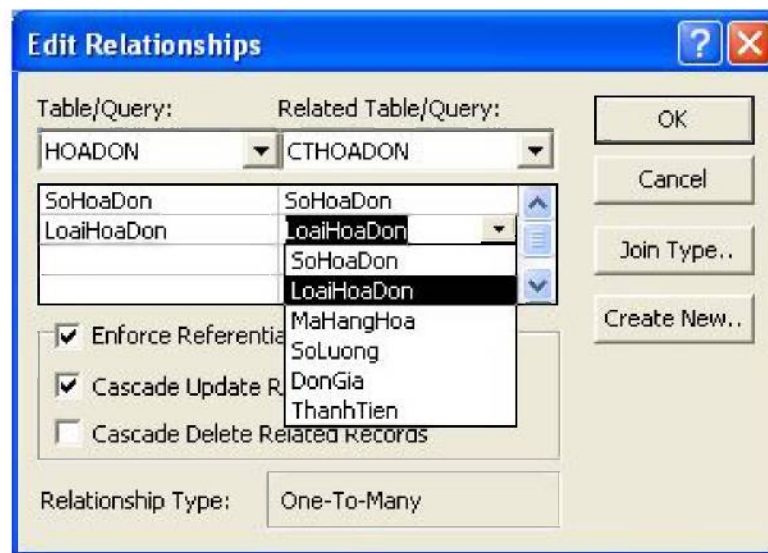 Edit Relationships
Table/Query: Related Table/Query:
HOADON CTHOADON
OK
Cancel
Join Type..
Create New..
SoHoaDon SoHoaDon
LoaiHoaDon LoaiHoaDon
SoHoaDon
LoaiHoaDon
MaHangHoa
SoLuong
DonGia
ThanhTien
Enforce Referentia
Cascade Update R
Cascade Delete Related Records
Relationship Type: One-To-Many